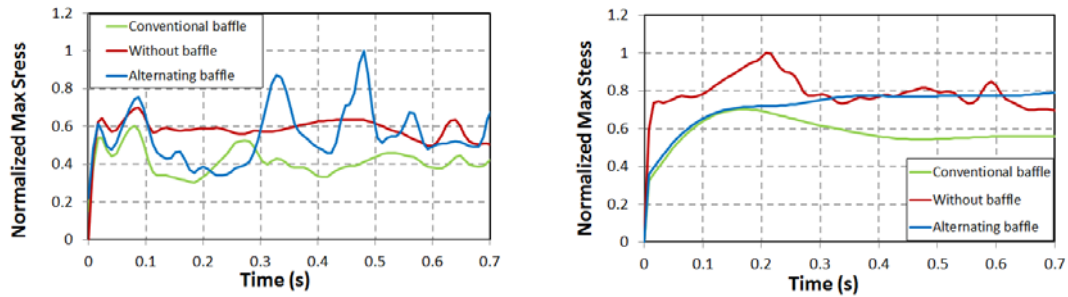 Normalized Max Sress
1.2
1
0.8
0.6
0.4
0.2
0
0 0.1 0.2 0.3 0.4 0.5 0.6 0.7
Time (s)
Conventional baffle
Without baffle
Alternating baffle
Normalized Max Stess
1.2
1
0.8
0.6
0.4
0.2
0
0 0.1 0.2 0.3 0.4 0.5 0.6 0.7
Time (s)
Conventional baffle
Without baffle
Alternating baffle